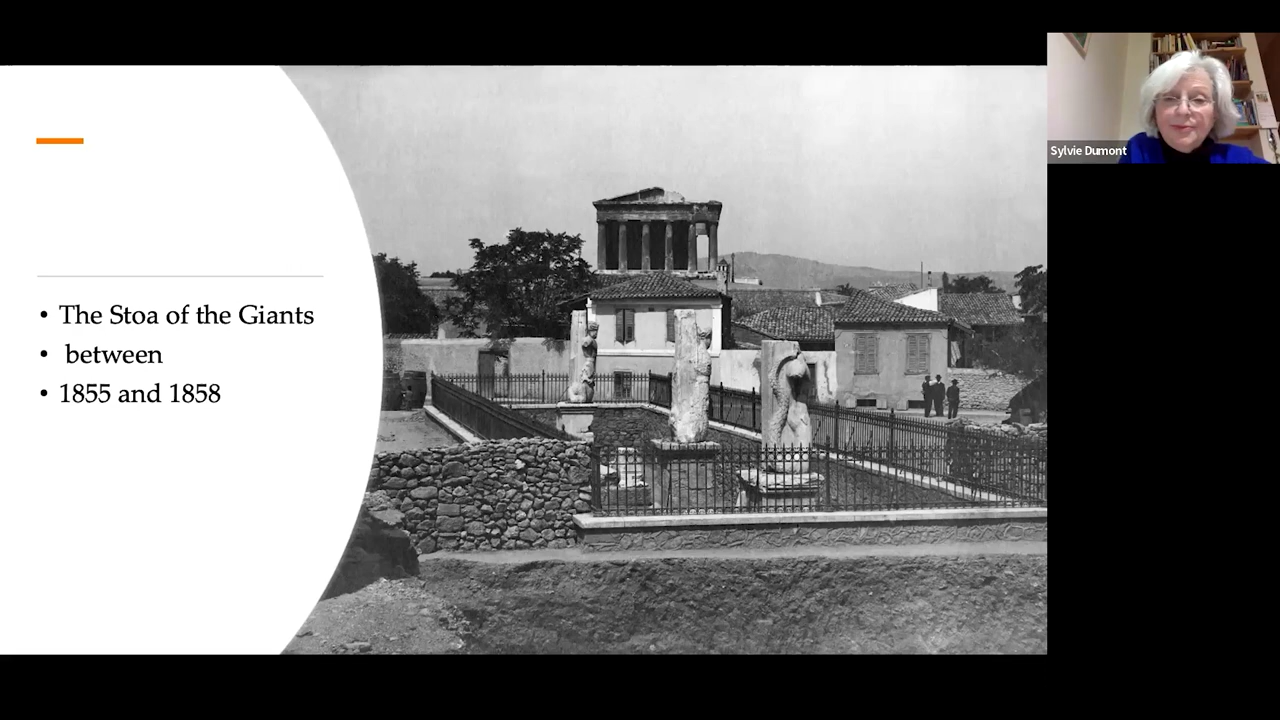 • The Stoa of the Giants
• between
• 1855 and 1858
Sylvie Dumont